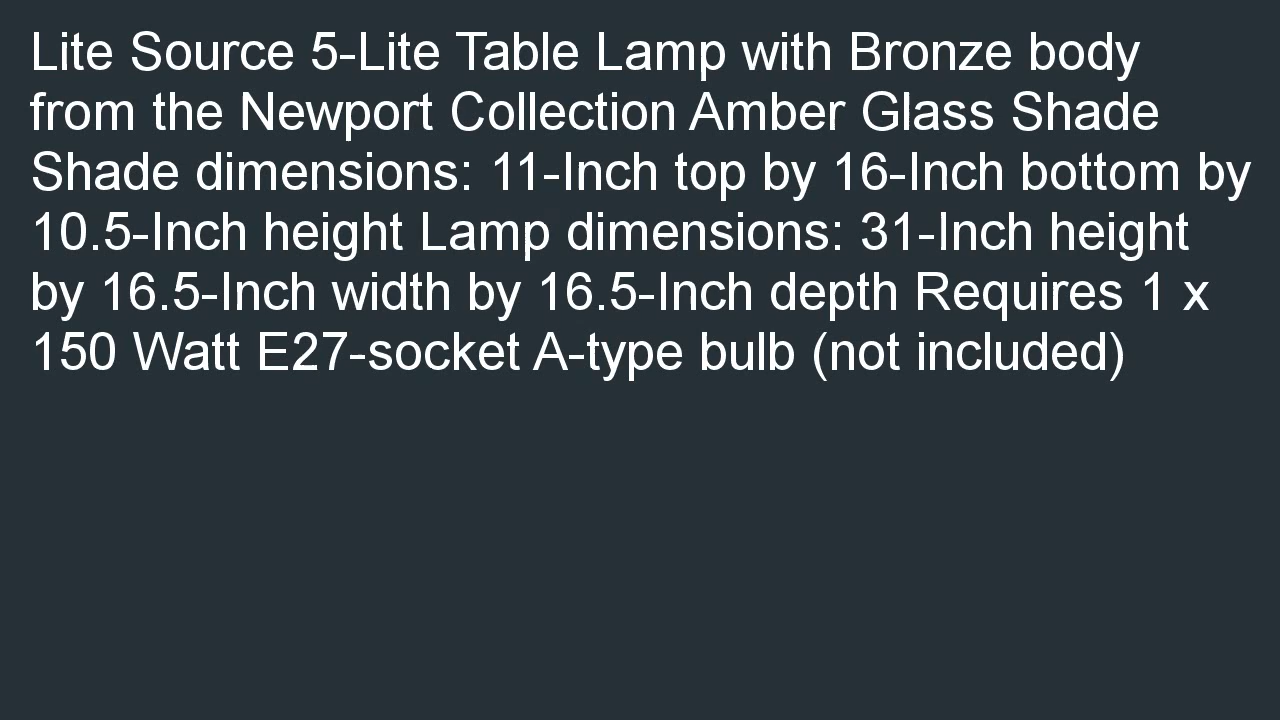 Lite Source 5-Lite Table Lamp with Bronze body
from the Newport Collection Amber Glass Shade
Shade dimensions: 11-Inch top by 16-Inch bottom by
10.5-Inch height Lamp dimensions: 31-Inch height
by 16.5-Inch width by 16.5-Inch depth Requires 1 x
150 Watt E27-socket A-type bulb (not included)